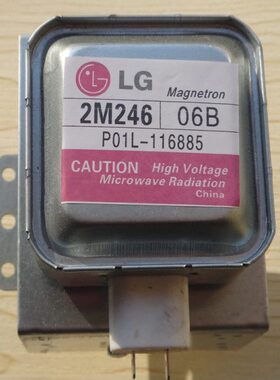 LG Magnetron
2M246 06B
P01L-116885
CAUTION High Voltage
Microwave Radiation
China